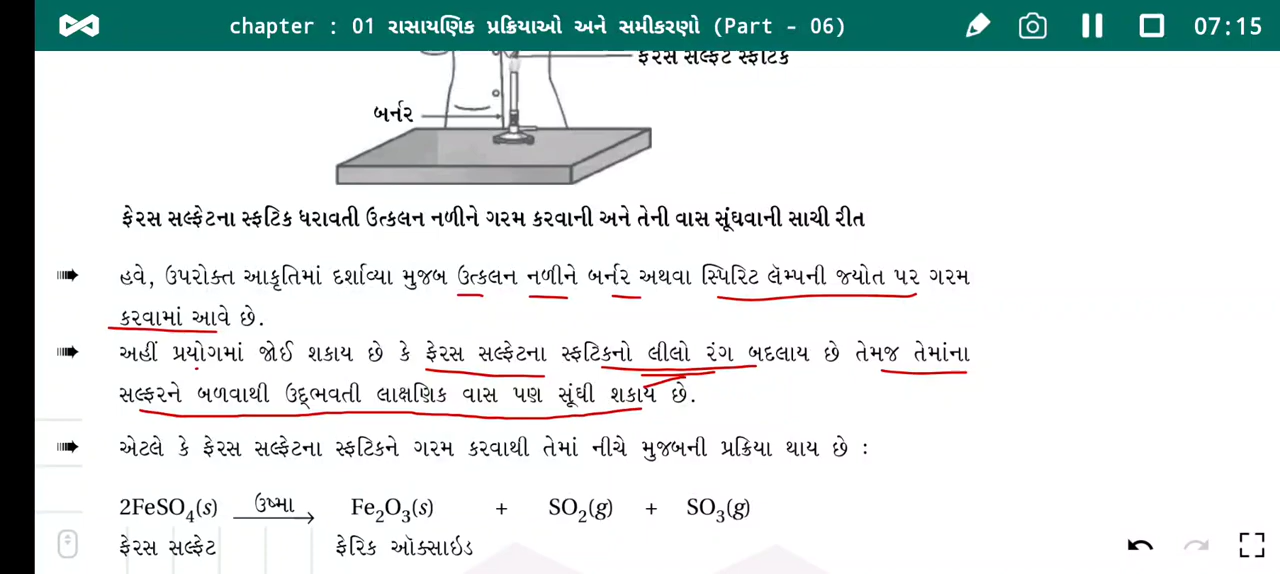 chapter : 01 રાસાયણિક પ્રક્રિયાઓ અને સમીકરણો (Part - 06)
07:15
ફેરસ સલ્ફેટ સ્ફટિક
બર્નર
ફેરસ સલ્ફેટના સ્ફટિક ધરાવતી ઉત્કલન નળીને ગરમ કરવાની અને તેની વાસ સૂંઘવાની સાચી રીત
હવે, ઉપરોક્ત આકૃતિમાં દર્શાવ્યા મુજબ ઉત્કલન નળીને બર્નર અથવા સ્પિરિટ લૅમ્પની જ્યોત પર ગરમ
કરવામાં આવે છે.
અહીં પ્રયોગમાં જોઈ શકાય છે કે ફેરસ સલ્ફેટના સ્ફટિકનો લીલો રંગ બદલાય છે તેમજ તેમાંના
સલ્ફરને બળવાથી ઉદ્ભવતી લાક્ષણિક વાસ પણ સૂંઘી શકાય છે.
એટલે કે ફેરસ સલ્ફેટના સ્ફટિકને ગરમ કરવાથી તેમાં નીચે મુજબની પ્રક્રિયા થાય છે :
2FeSO₄(s) ઉષ્મા → Fe₂O₃(s) + SO₂(g) + SO₃(g)
ફેરસ સલ્ફેટ ફેરિક ઑક્સાઇડ